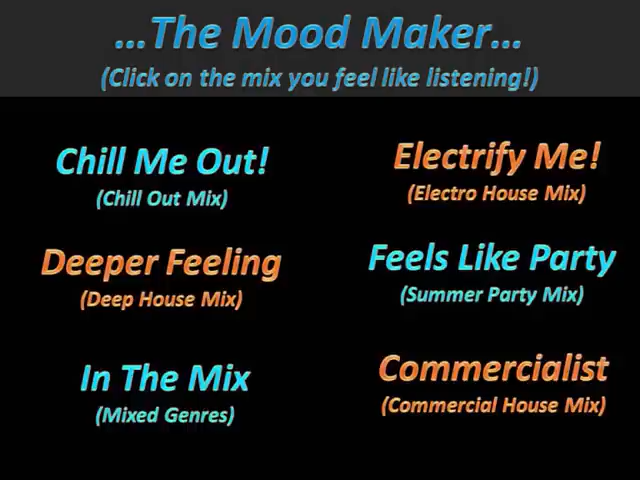 ...The Mood Maker...
(Click on the mix you feel like listening!)
Chill Me Out!
(Chill Out Mix)
Electrify Me!
(Electro House Mix)
Deeper Feeling
(Deep House Mix)
Feels Like Party
(Summer Party Mix)
In The Mix
(Mixed Genres)
Commercialist
(Commercial House Mix)